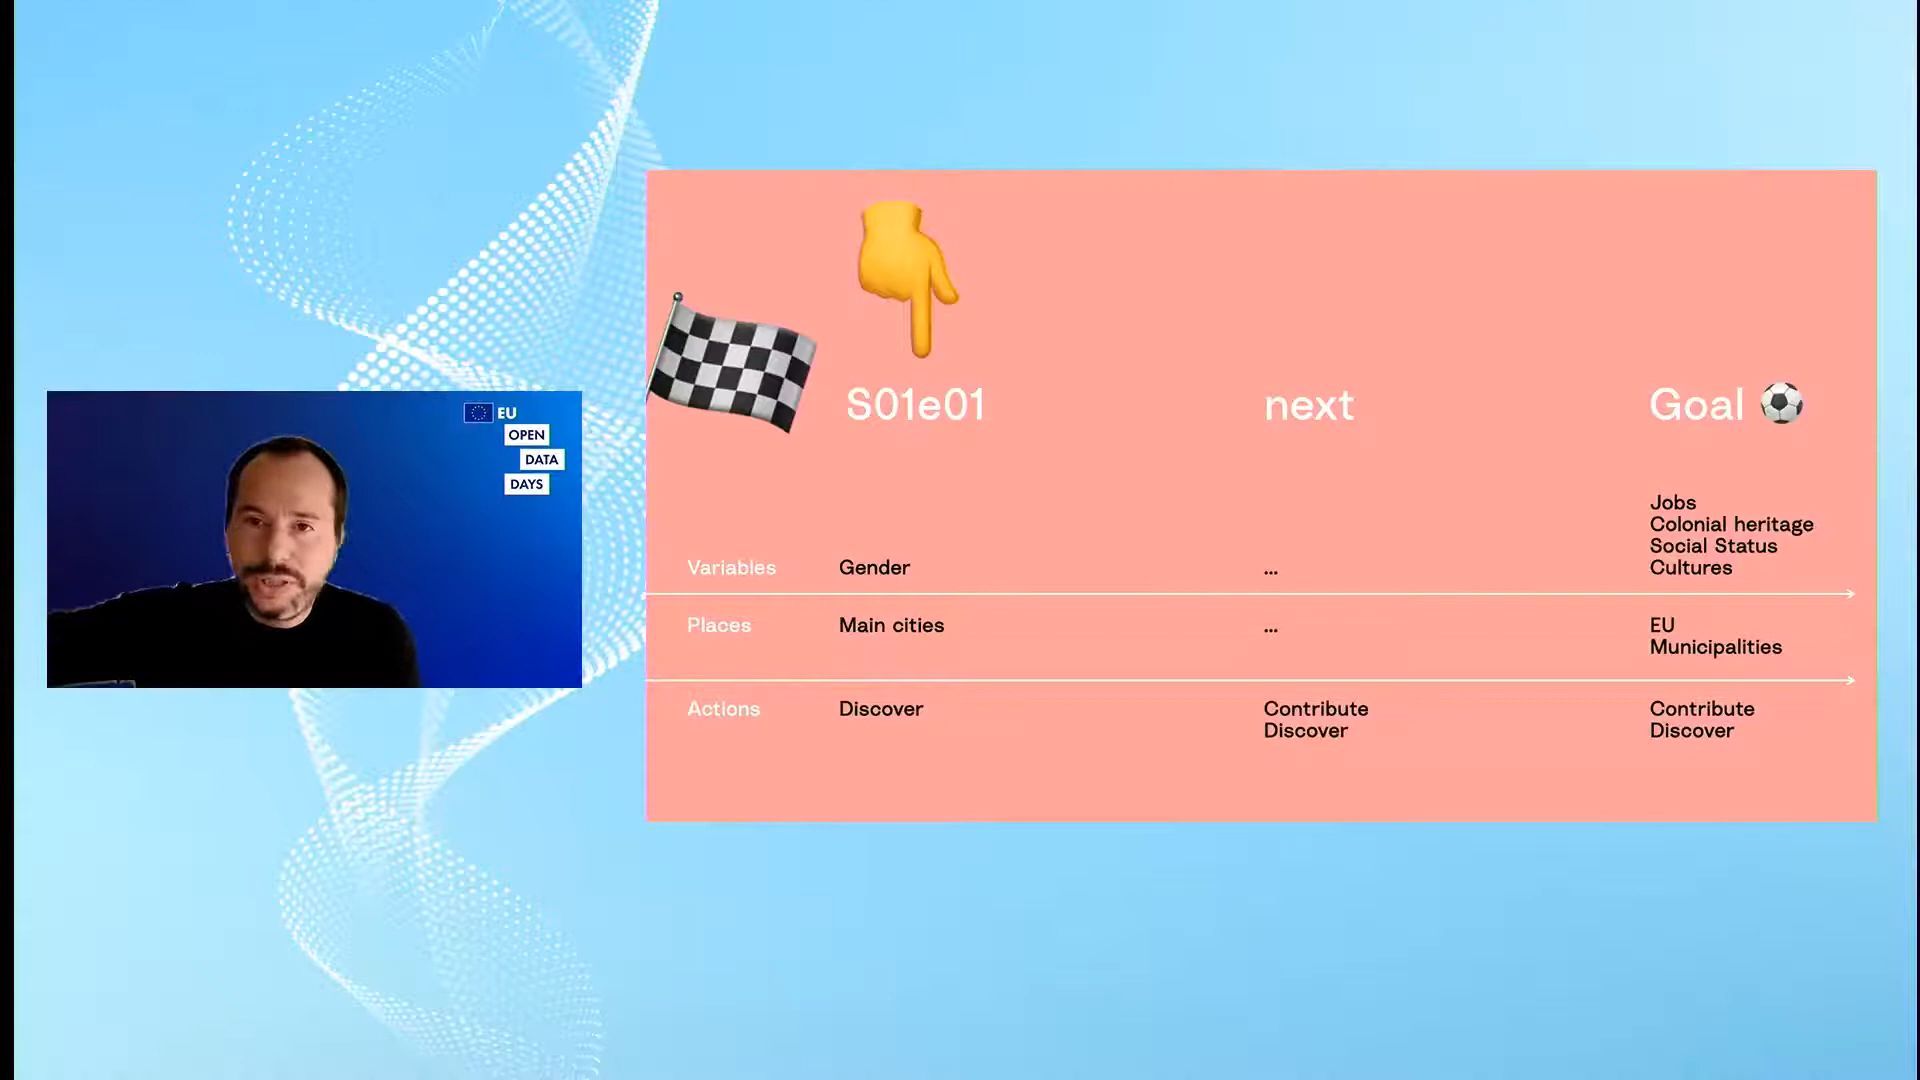 EU
OPEN
DATA
DAYS
S01e01
next
Goal
Variables
Gender
...
Jobs
Colonial heritage
Social Status
Cultures
Places
Main cities
...
EU
Municipalities
Actions
Discover
Contribute
Discover
Contribute
Discover